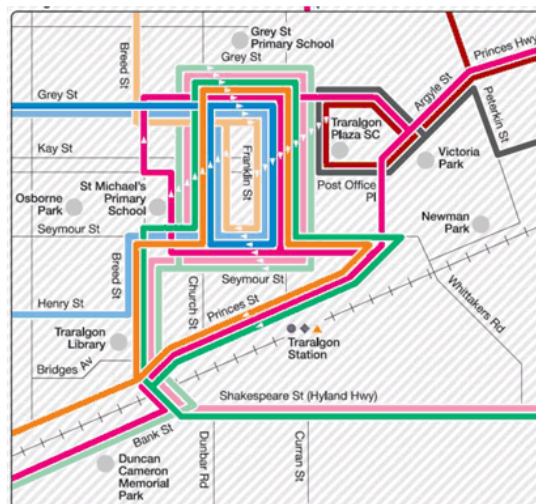 Grey St
Primary School
Grey St
Breed St
Princes Hwy
Argyle St
Peterkin St
Grey St
Traralgon
Plaza SC
Victoria
Park
Kay St
Franklin St
St Michael's
Primary
School
Osborne
Park
Post Office
Pl
Newman
Park
Seymour St
Breed St
Seymour St
Church St
Whittakers Rd
Henry St
Princes St
Traralgon
Library
Traralgon
Station
Bridges Av
Shakespeare St (Hyland Hwy)
Bank St
Dunbar Rd
Curran St
Duncan
Cameron
Memorial
Park